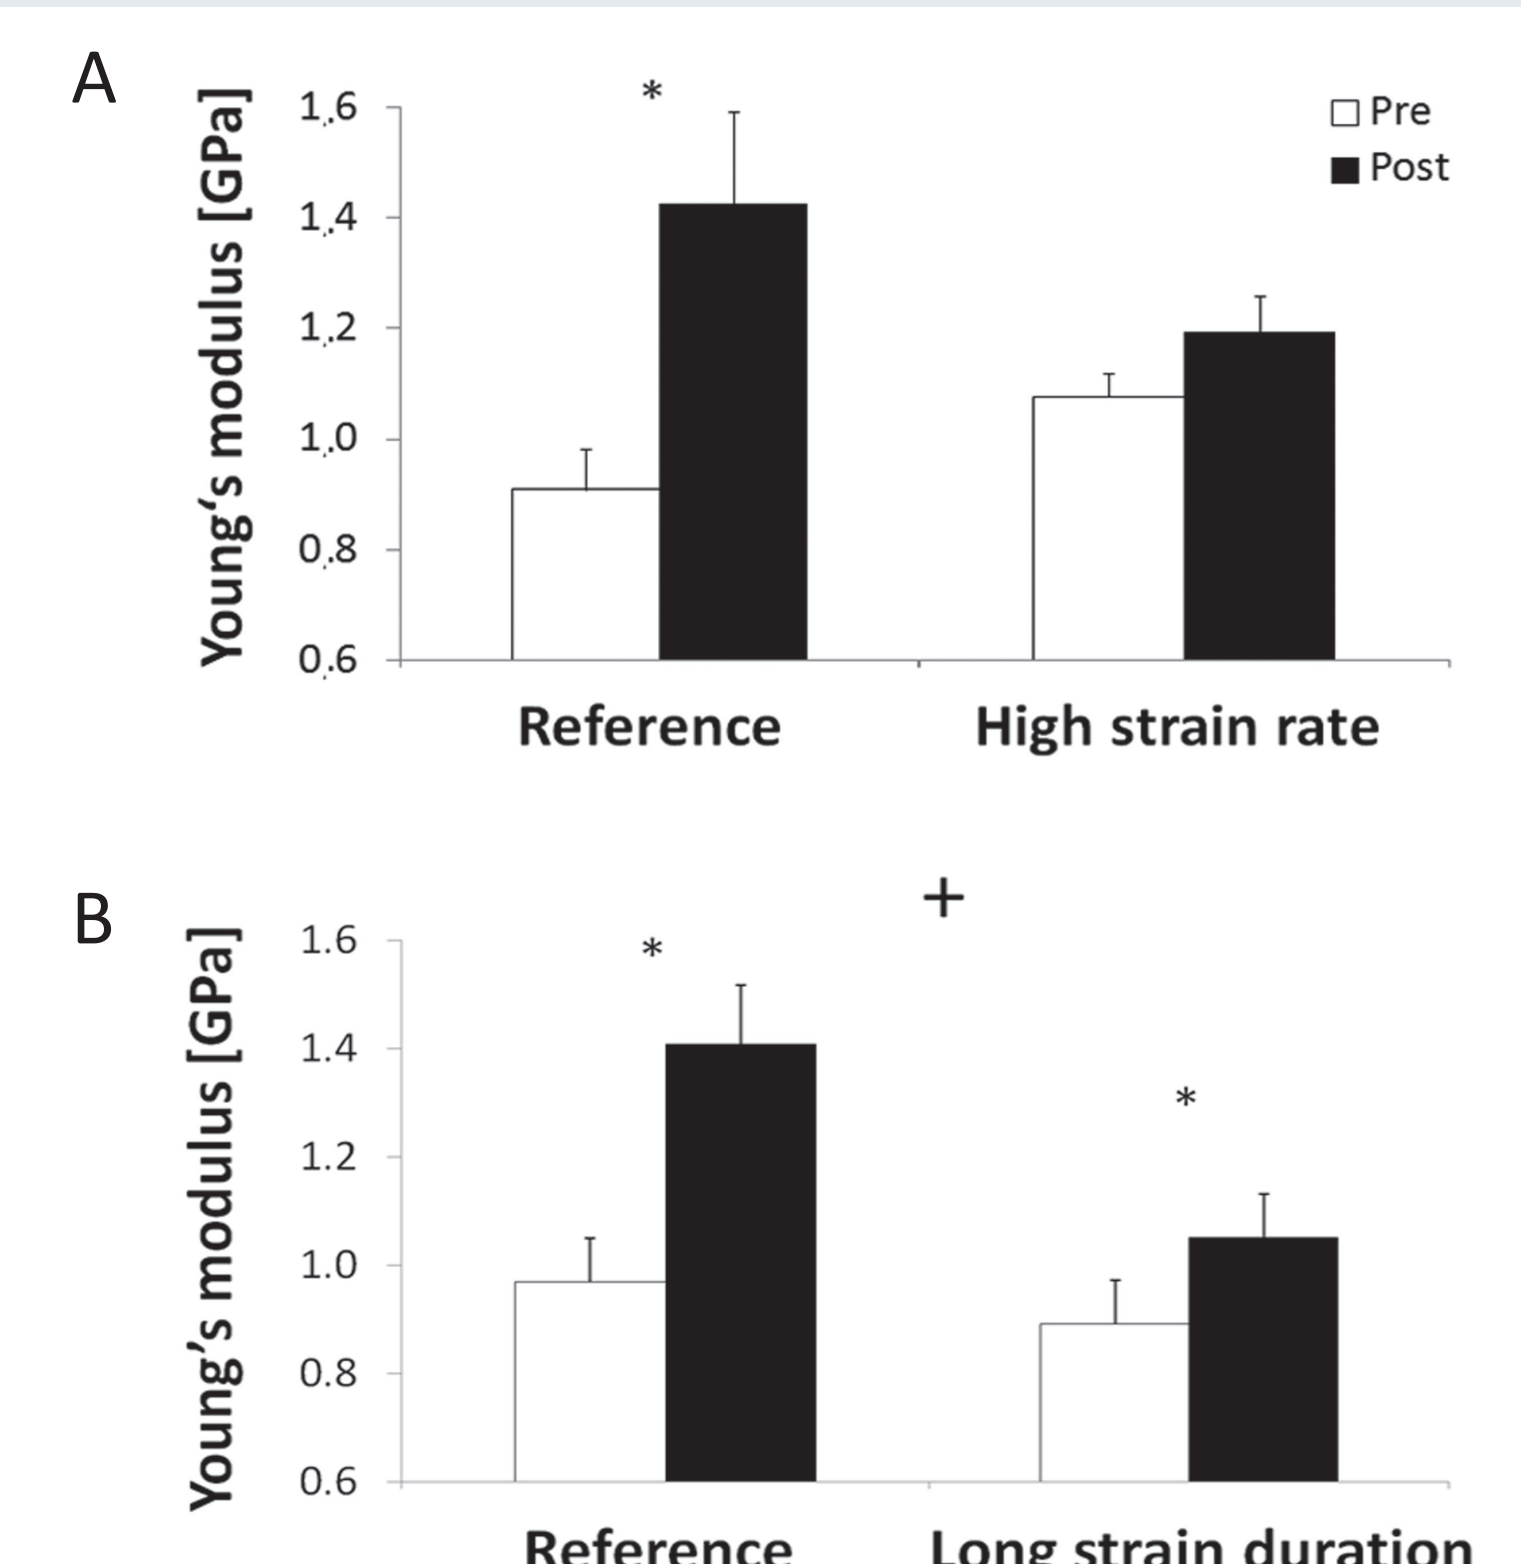 A
Young‘s modulus [GPa]
*
1,.6
1,.4
1,.2
1,.0
0,.8
0,.6
Pre
Post
Reference
High strain rate
B
+
Young’s modulus [GPa]
*
*
1.6
1.4
1.2
1.0
0.8
0.6
Reference
Long strain duration